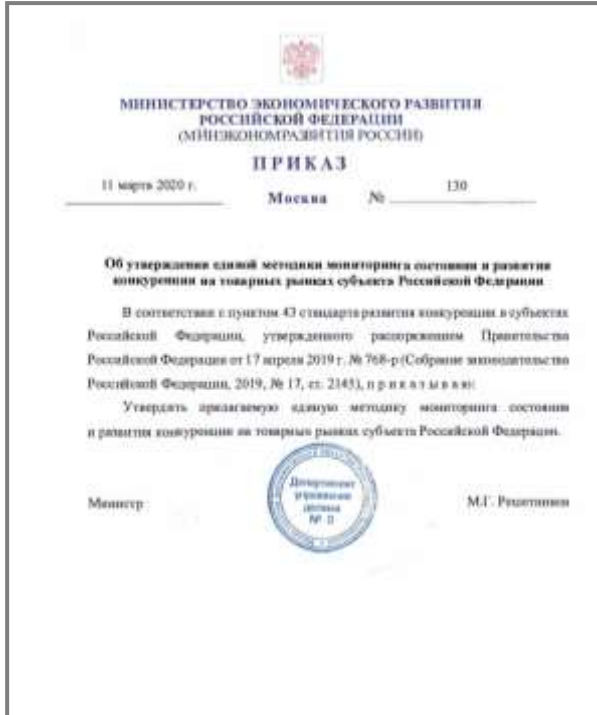 МИНИСТЕРСТВО ЭКОНОМИЧЕСКОГО РАЗВИТИЯ
РОССИЙСКОЙ ФЕДЕРАЦИИ
(МИНЭКОНОМРАЗВИТИЯ РОССИИ)
ПРИКАЗ
11 марта 2020 г.
Москва № 130
Об утверждении единой методики мониторинга состояния и развития
конкуренции на товарных рынках субъекта Российской Федерации
В соответствии с пунктом 43 стандарта развития конкуренции в субъектах
Российской Федерации, утвержденного распоряжением Правительства
Российской Федерации от 17 апреля 2019 г. № 768-р (Собрание законодательства
Российской Федерации, 2019, № 17, ст. 2145), п р и к а з ы в а ю:
Утвердить прилагаемую единую методику мониторинга состояния
и развития конкуренции на товарных рынках субъекта Российской Федерации.
Департамент
управления
делами
Министр М.Г. Решетников